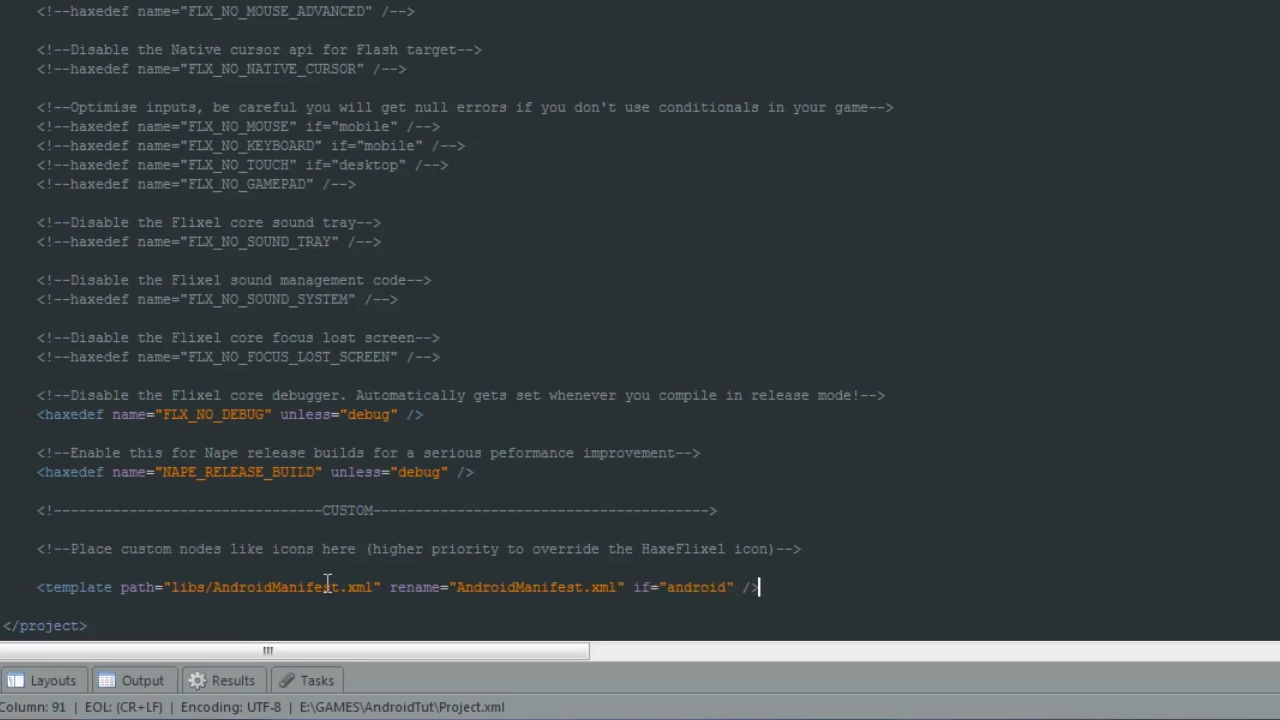 <!--haxedef name="FLX_NO_MOUSE_ADVANCED" /-->
<!--Disable the Native cursor api for Flash target-->
<!--haxedef name="FLX_NO_NATIVE_CURSOR" /-->
<!--Optimise inputs, be careful you will get null errors if you don't use conditionals in your game-->
<!--haxedef name="FLX_NO_MOUSE" if="mobile" /-->
<!--haxedef name="FLX_NO_KEYBOARD" if="mobile" /-->
<!--haxedef name="FLX_NO_TOUCH" if="desktop" /-->
<!--haxedef name="FLX_NO_GAMEPAD" /-->
<!--Disable the Flixel core sound tray-->
<!--haxedef name="FLX_NO_SOUND_TRAY" /-->
<!--Disable the Flixel sound management code-->
<!--haxedef name="FLX_NO_SOUND_SYSTEM" /-->
<!--Disable the Flixel core focus lost screen-->
<!--haxedef name="FLX_NO_FOCUS_LOST_SCREEN" /-->
<!--Disable the Flixel core debugger. Automatically gets set whenever you compile in release mode!-->
<haxedef name="FLX_NO_DEBUG" unless="debug" />
<!--Enable this for Nape release builds for a serious peformance improvement-->
<haxedef name="NAPE_RELEASE_BUILD" unless="debug" />
<!-------------------------------CUSTOM---------------------------------------->
<!--Place custom nodes like icons here (higher priority to override the HaxeFlixel icon)-->
<template path="libs/AndroidManifest.xml" rename="AndroidManifest.xml" if="android" />
</project>
Layouts Output Results Tasks
Column: 91 | EOL: (CR+LF) | Encoding: UTF-8 | E:\GAMES\AndroidTut\Project.xml